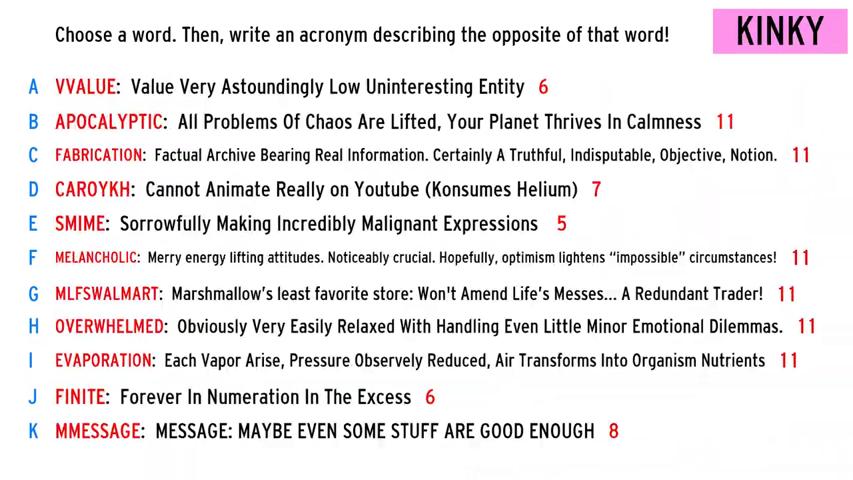 Choose a word. Then, write an acronym describing the opposite of that word!
KINKY
A VVALUE: Value Very Astoundingly Low Uninteresting Entity 6
B APOCALYPTIC: All Problems Of Chaos Are Lifted, Your Planet Thrives In Calmness 11
C FABRICATION: Factual Archive Bearing Real Information. Certainly A Truthful, Indisputable, Objective, Notion. 11
D CAROYKH: Cannot Animate Really on Youtube (Konsumes Helium) 7
E SMIME: Sorrowfully Making Incredibly Malignant Expressions 5
F MELANCHOLIC: Merry energy lifting attitudes. Noticeably crucial. Hopefully, optimism lightens “impossible” circumstances! 11
G MLFSWALMART: Marshmallow's least favorite store: Won't Amend Life's Messes... A Redundant Trader! 11
H OVERWHELMED: Obviously Very Easily Relaxed With Handling Even Little Minor Emotional Dilemmas. 11
I EVAPORATION: Each Vapor Arise, Pressure Observely Reduced, Air Transforms Into Organism Nutrients 11
J FINITE: Forever In Numeration In The Excess 6
K MMESSAGE: MESSAGE: MAYBE EVEN SOME STUFF ARE GOOD ENOUGH 8